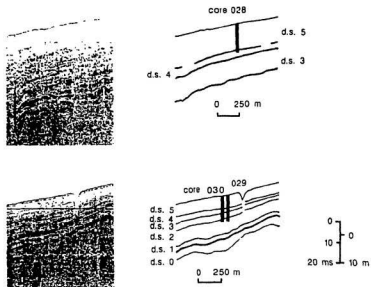 core 028
d.s. 5
d.s. 4
d.s. 3
0 250 m
029
core 030
d.s. 5
d.s. 4
d.s. 3
d.s. 2
d.s. 1
d.s. 0
0 250 m
0 0
10
20 ms 10 m